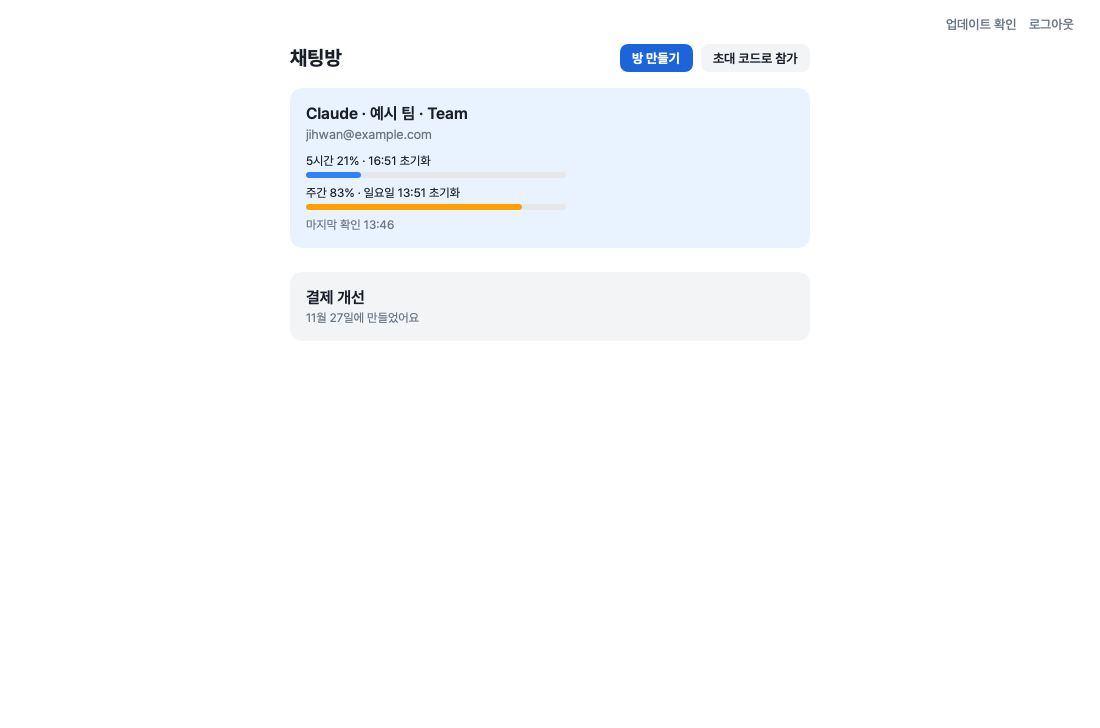 업데이트 확인 로그아웃
채팅방 방 만들기 초대 코드로 참가
Claude · 예시 팀 · Team
jihwan@example.com
5시간 21% · 16:51 초기화
주간 83% · 일요일 13:51 초기화
마지막 확인 13:46
결제 개선
11월 27일에 만들었어요